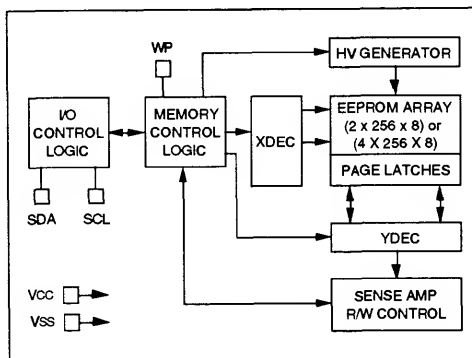 WP
HV GENERATOR
I/O
CONTROL
LOGIC
MEMORY
CONTROL
LOGIC
XDEC
EEPROM ARRAY
(2 x 256 x 8) or
(4 X 256 X 8)
PAGE LATCHES
SDA
SCL
YDEC
VCC
VSS
SENSE AMP
R/W CONTROL